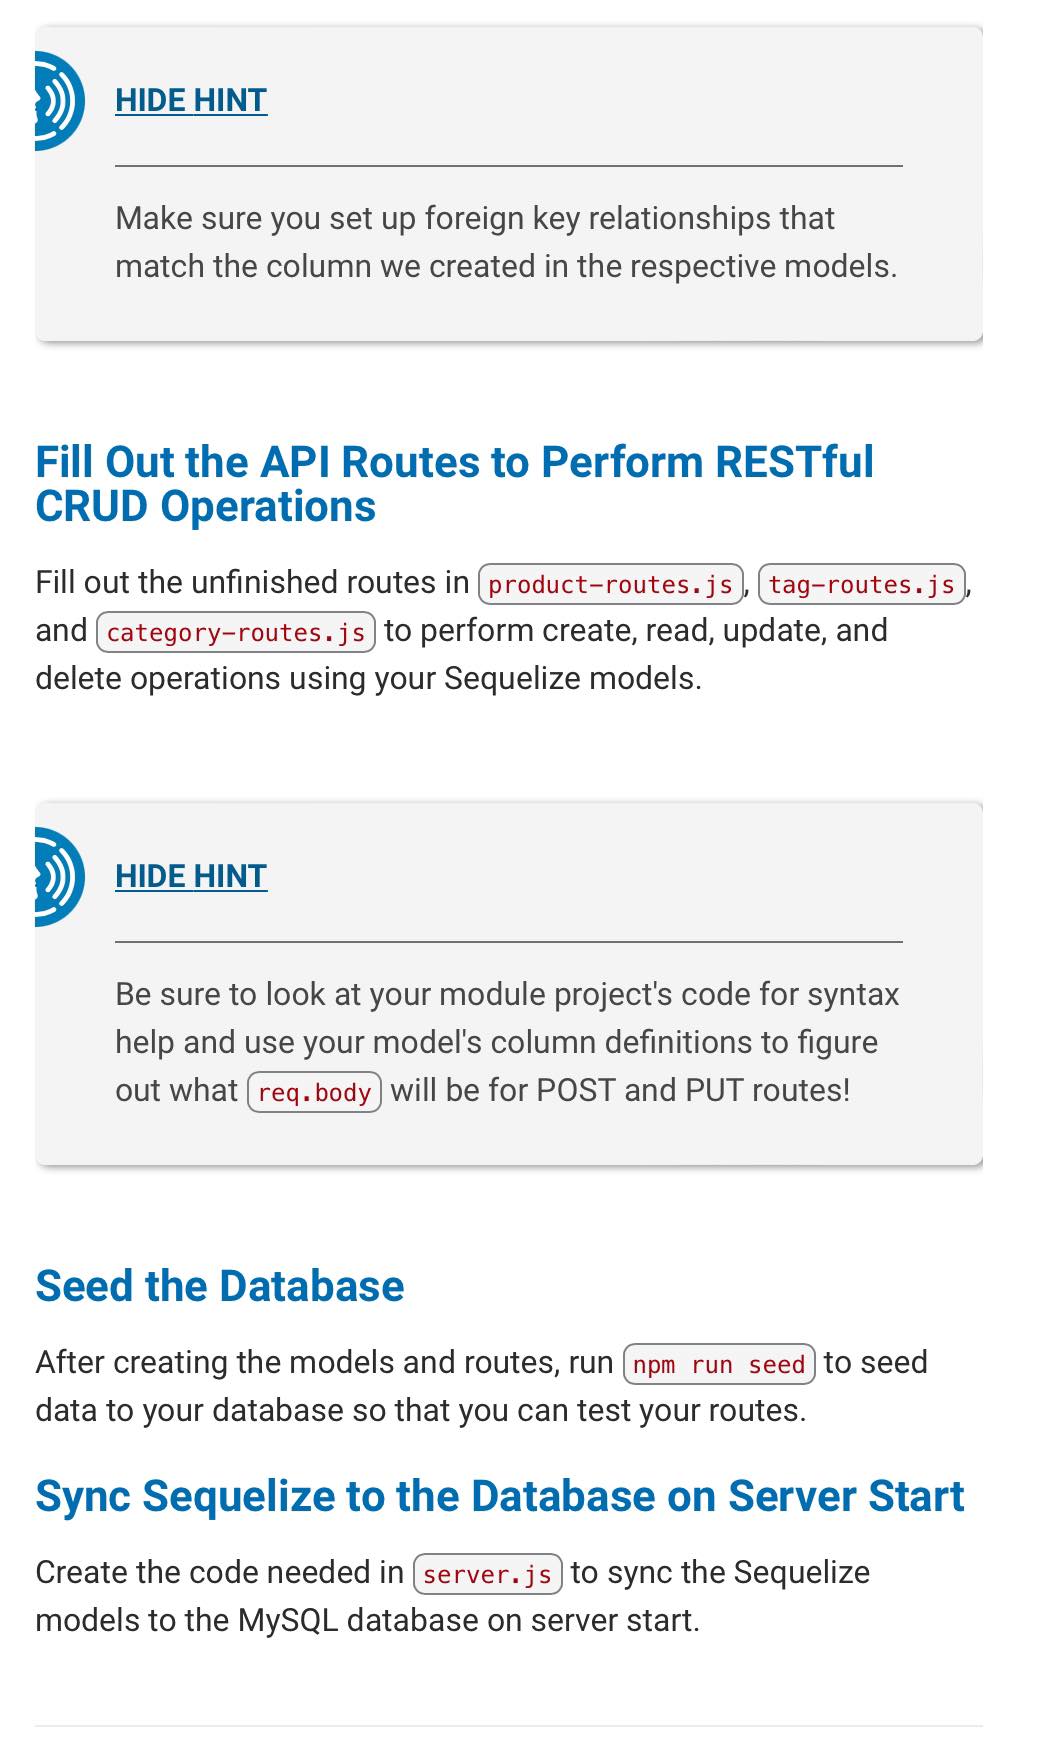 HIDE HINT
Make sure you set up foreign key relationships that
match the column we created in the respective models.
Fill Out the API Routes to Perform RESTful
CRUD Operations
Fill out the unfinished routes in product-routes.js, tag-routes.js,
and category-routes.js to perform create, read, update, and
delete operations using your Sequelize models.
HIDE HINT
Be sure to look at your module project's code for syntax
help and use your model's column definitions to figure
out what req.body will be for POST and PUT routes!
Seed the Database
After creating the models and routes, run npm run seed to seed
data to your database so that you can test your routes.
Sync Sequelize to the Database on Server Start
Create the code needed in server.js to sync the Sequelize
models to the MySQL database on server start.